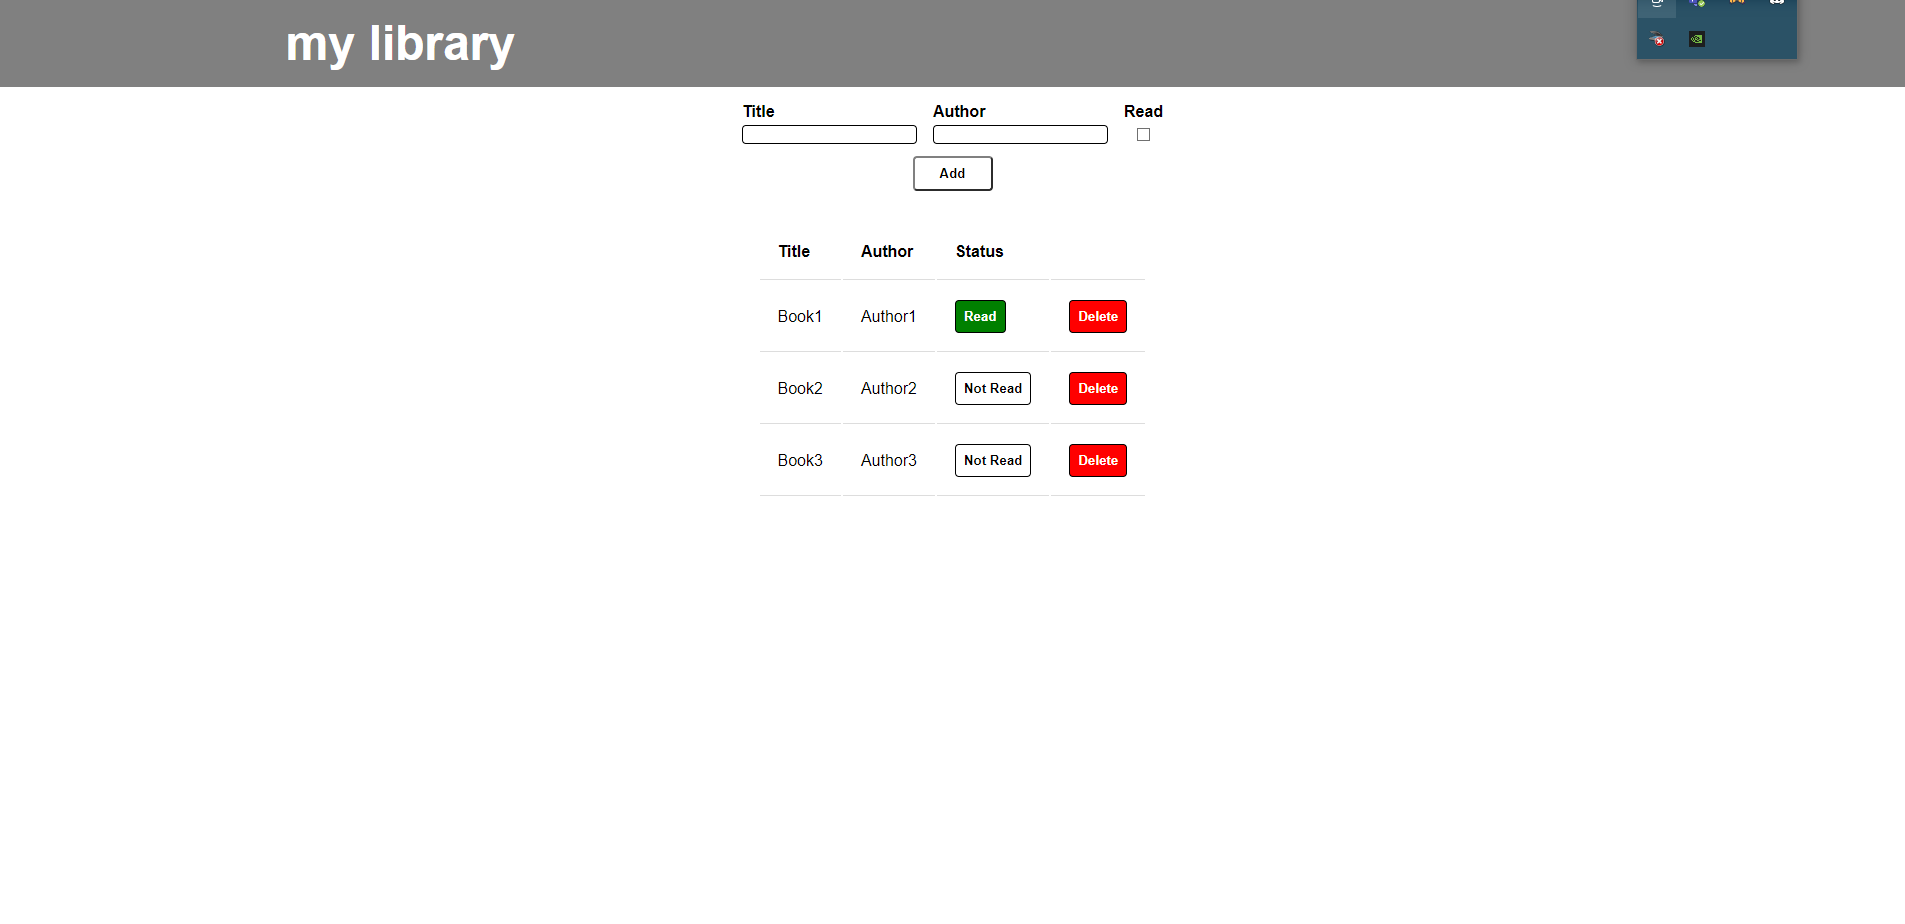 my library
Title Author Read
Add
Title Author Status
Book1 Author1 Read Delete
Book2 Author2 Not Read Delete
Book3 Author3 Not Read Delete